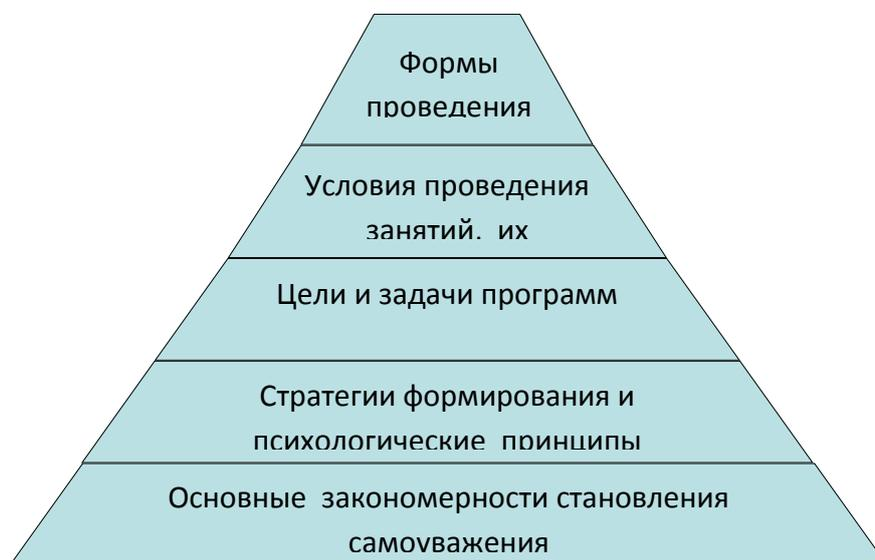 Формы
проведения
Условия проведения
занятий, их
Цели и задачи программ
Стратегии формирования и
психологические принципы
Основные закономерности становления
самоуважения